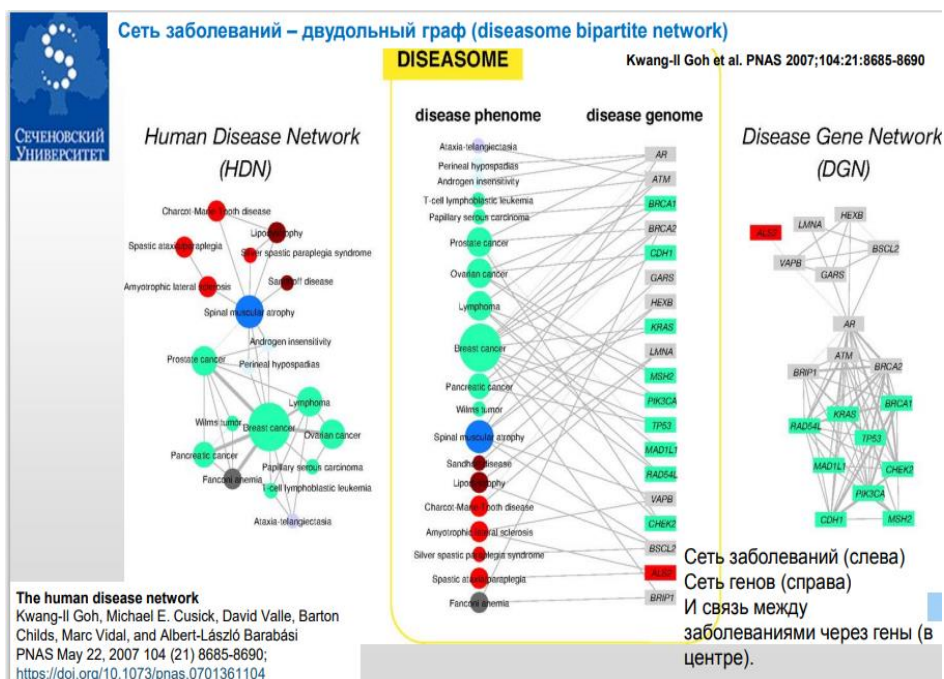 Сеть заболеваний – двудольный граф (diseasome bipartite network)
СЕЧЕНОВСКИЙ
УНИВЕРСИТЕТ
DISEASOME
Kwang-Il Goh et al. PNAS 2007;104:21:8685-8690
Human Disease Network
(HDN)
Charcot-Marie-Tooth disease
Lipodystrophy
Spastic ataxia/paraplegia
Silver spastic paraplegia syndrome
Amyotrophic lateral sclerosis
Sandhoff disease
Spinal muscular atrophy
Androgen insensitivity
Prostate cancer
Perineal hypospadias
Lymphoma
Wilms tumor
Breast cancer
Ovarian cancer
Pancreatic cancer
Papillary serous carcinoma
Fanconi anemia
T-cell lymphoblastic leukemia
Ataxia-telangiectasia
disease phenome
Ataxia-telangiectasia
Perineal hypospadias
Androgen insensitivity
T-cell lymphoblastic leukemia
Papillary serous carcinoma
Prostate cancer
Ovarian cancer
Lymphoma
Breast cancer
Pancreatic cancer
Wilms tumor
Spinal muscular atrophy
Sandhoff disease
Lipodystrophy
Charcot-Marie-Tooth disease
Amyotrophic lateral sclerosis
Silver spastic paraplegia syndrome
Spastic ataxia/paraplegia
Fanconi anemia
disease genome
AR
ATM
BRCA1
BRCA2
CDH1
GARS
HEXB
KRAS
LMNA
MSH2
PIK3CA
TP53
MAD1L1
RAD54L
VAPB
CHEK2
BSCL2
ALS2
BRIP1
Disease Gene Network
(DGN)
HEXB
LMNA
ALS2
BSCL2
VAPB
GARS
AR
ATM
BRCA2
BRIP1
BRCA1
KRAS
RAD54L
TP53
MAD1L1
CHEK2
PIK3CA
CDH1
MSH2
Сеть заболеваний (слева)
Сеть генов (справа)
И связь между
заболеваниями через гены (в
центре).
The human disease network
Kwang-Il Goh, Michael E. Cusick, David Valle, Barton
Childs, Marc Vidal, and Albert-László Barabási
PNAS May 22, 2007 104 (21) 8685-8690;
https://doi.org/10.1073/pnas.0701361104